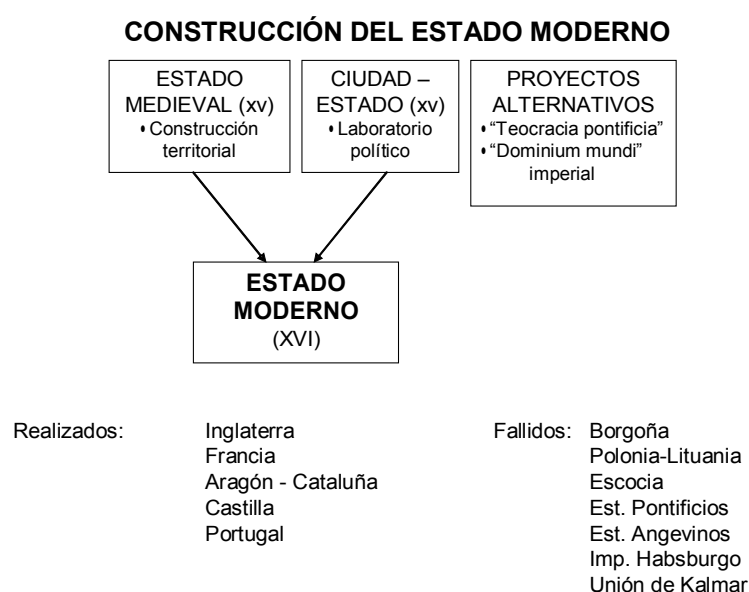 CONSTRUCCIÓN DEL ESTADO MODERNO
ESTADO
MEDIEVAL (xv)
• Construcción
territorial
CIUDAD –
ESTADO (xv)
• Laboratorio
político
PROYECTOS
ALTERNATIVOS
• “Teocracia pontificia”
• “Dominium mundi”
imperial
ESTADO
MODERNO
(XVI)
Realizados:
Inglaterra
Francia
Aragón - Cataluña
Castilla
Portugal
Fallidos:
Borgoña
Polonia-Lituania
Escocia
Est. Pontificios
Est. Angevinos
Imp. Habsburgo
Unión de Kalmar